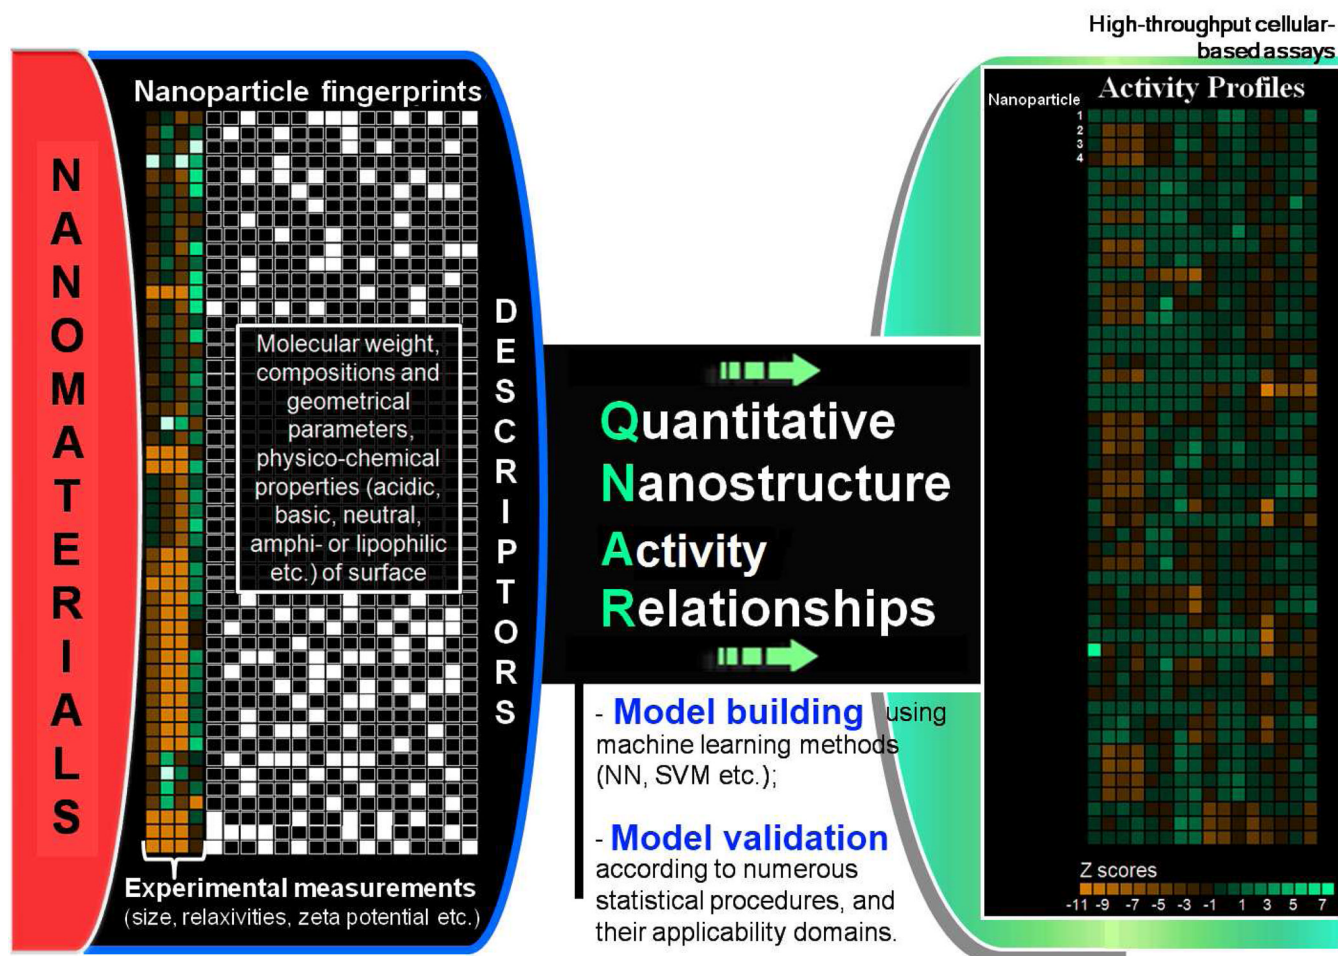 NANOMATERIALS
Nanoparticle fingerprints
DESCRIPTORS
Molecular weight,
compositions and
geometrical
parameters,
physico-chemical
properties (acidic,
basic, neutral,
amphi- or lipophilic
etc.) of surface
Experimental measurements
(size, relaxivities, zeta potential etc.)
Quantitative
Nanostructure
Activity
Relationships
- Model building using
machine learning methods
(NN, SVM etc.);
- Model validation
according to numerous
statistical procedures, and
their applicability domains.
High-throughput cellular-
based assays
Activity Profiles
Nanoparticle
1
2
3
4
Z scores
-11 -9 -7 -5 -3 -1 1 3 5 7